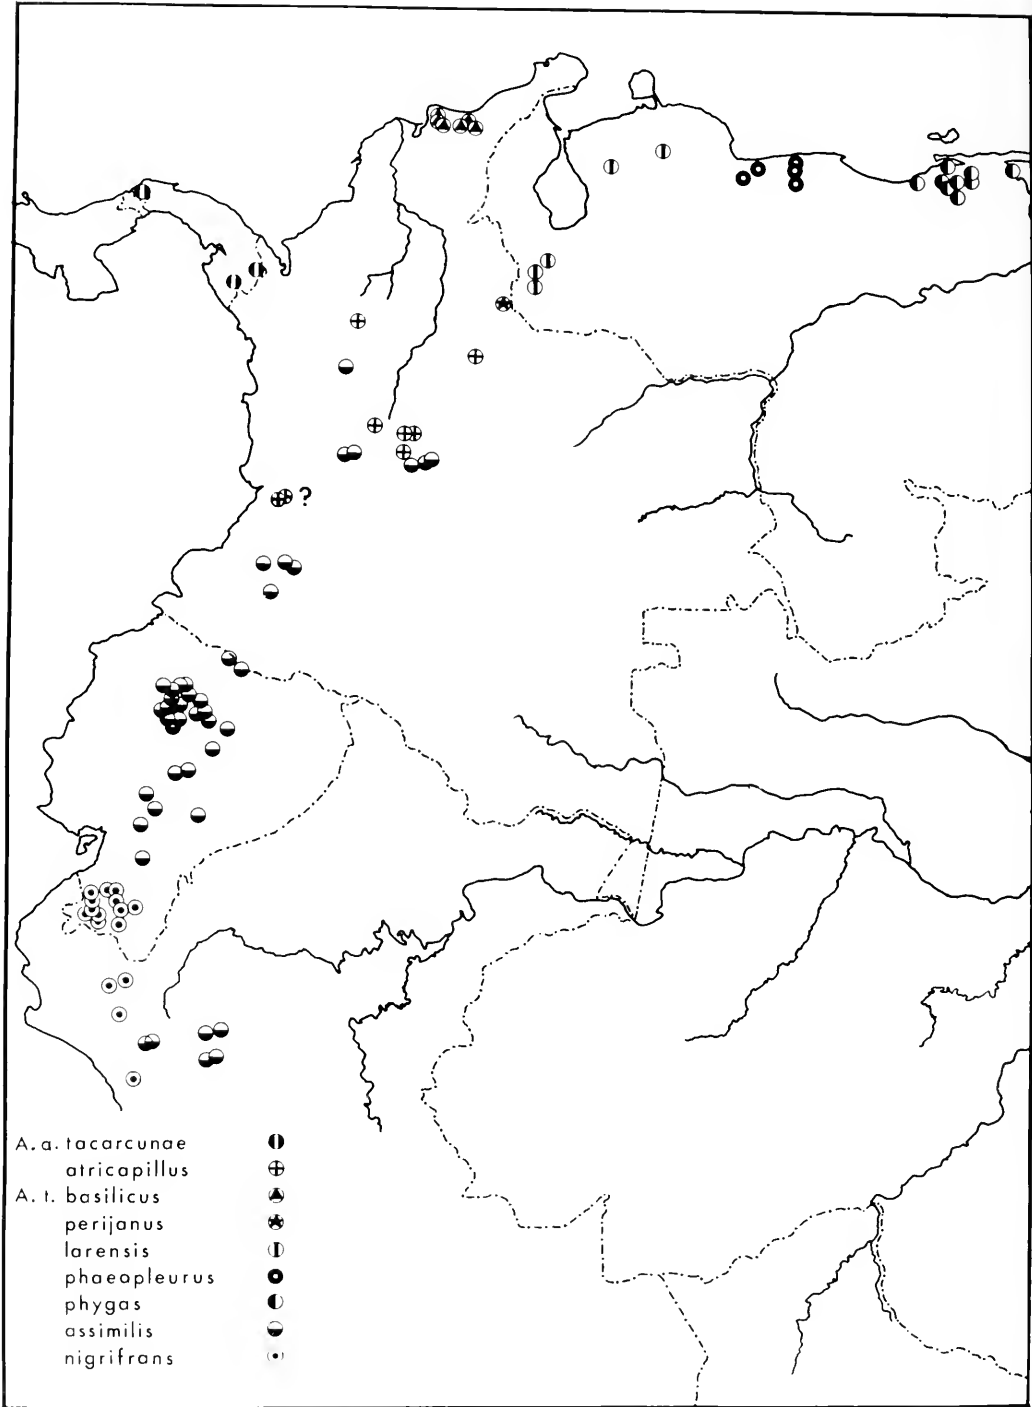 ?
A. a. tacarcunae
atricapillus
A. t. basilicus
perijanus
larensis
phaeopleurus
phygas
assimilis
nigrifrans